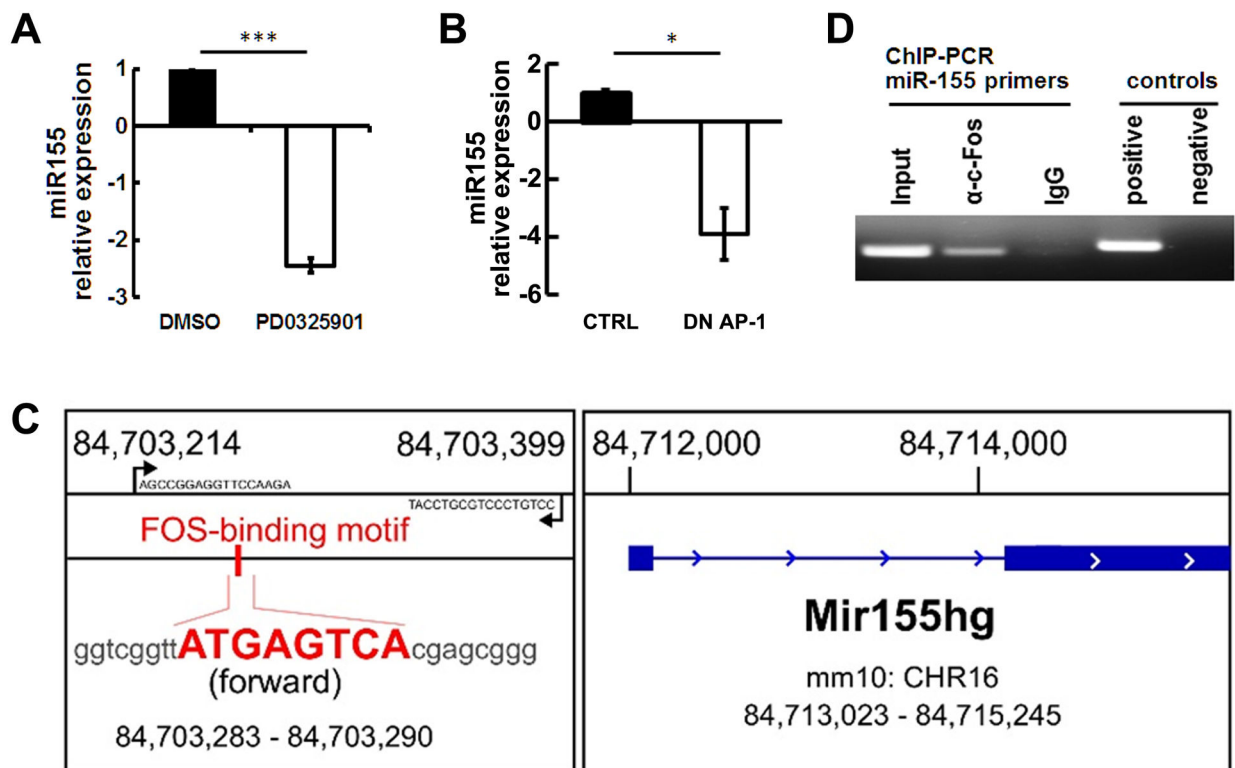 A
***
miR155
relative expression
1
0
-1
-2
-3
DMSO
PD0325901
B
*
miR155
relative expression
2
0
-2
-4
-6
CTRL
DN AP-1
D
ChIP-PCR
miR-155 primers
controls
Input
α-c-Fos
IgG
positive
negative
C
84,703,214
84,703,399
AGCCGGAGGTTCCAAGA
TACCTGCGTCCCTGTCC
FOS-binding motif
ggtcggttATGAGTCAcgagcggg
(forward)
84,703,283 - 84,703,290
84,712,000
84,714,000
Mir155hg
mm10: CHR16
84,713,023 - 84,715,245